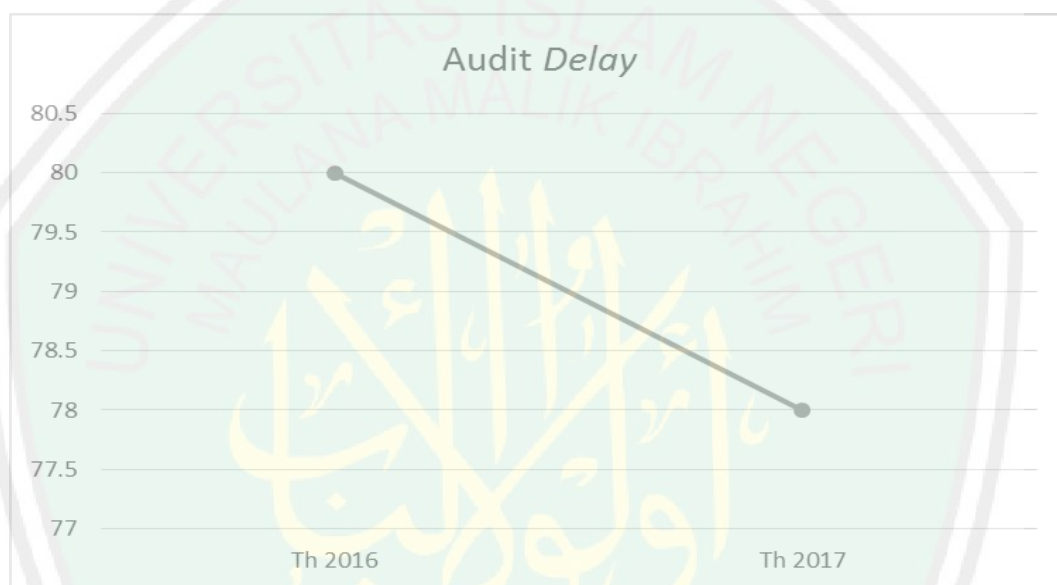 Audit Delay
80.5
80
79.5
79
78.5
78
77.5
77
Th 2016
Th 2017
UNIVERSITAS ISLAM NEGERI
MAULANA MALIK IBRAHIM